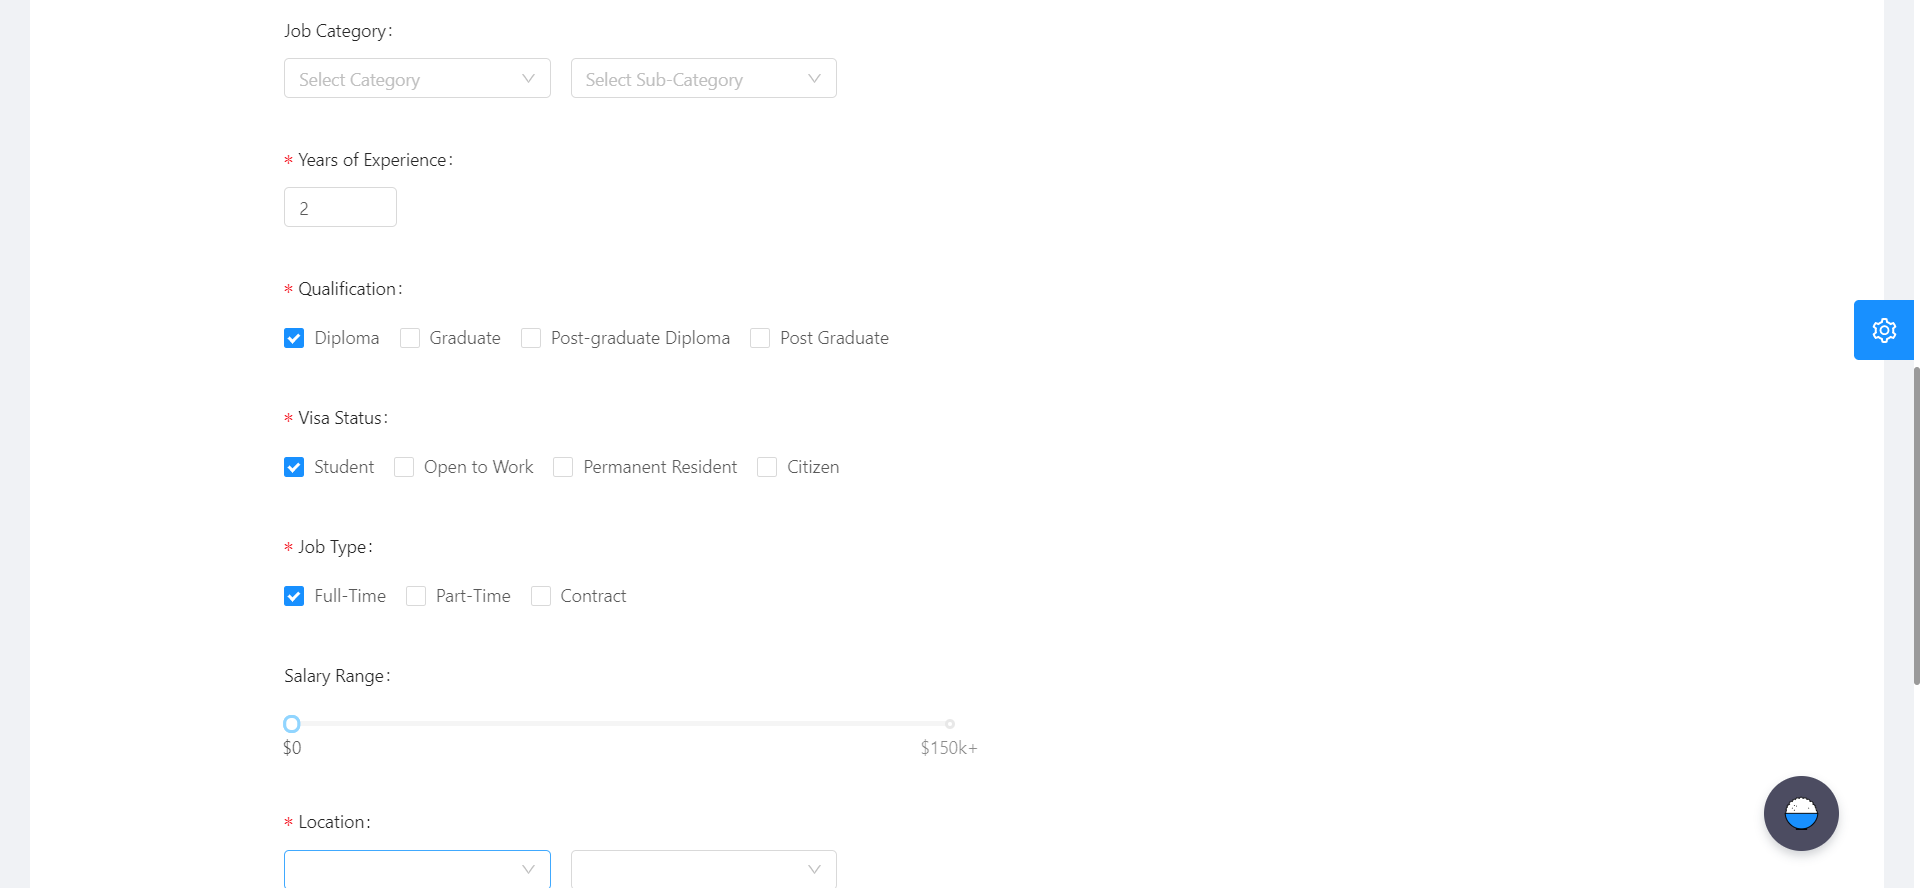 Job Category:
Select Category Select Sub-Category
* Years of Experience:
2
* Qualification:
Diploma Graduate Post-graduate Diploma Post Graduate
* Visa Status:
Student Open to Work Permanent Resident Citizen
* Job Type:
Full-Time Part-Time Contract
Salary Range:
$0 $150k+
* Location: